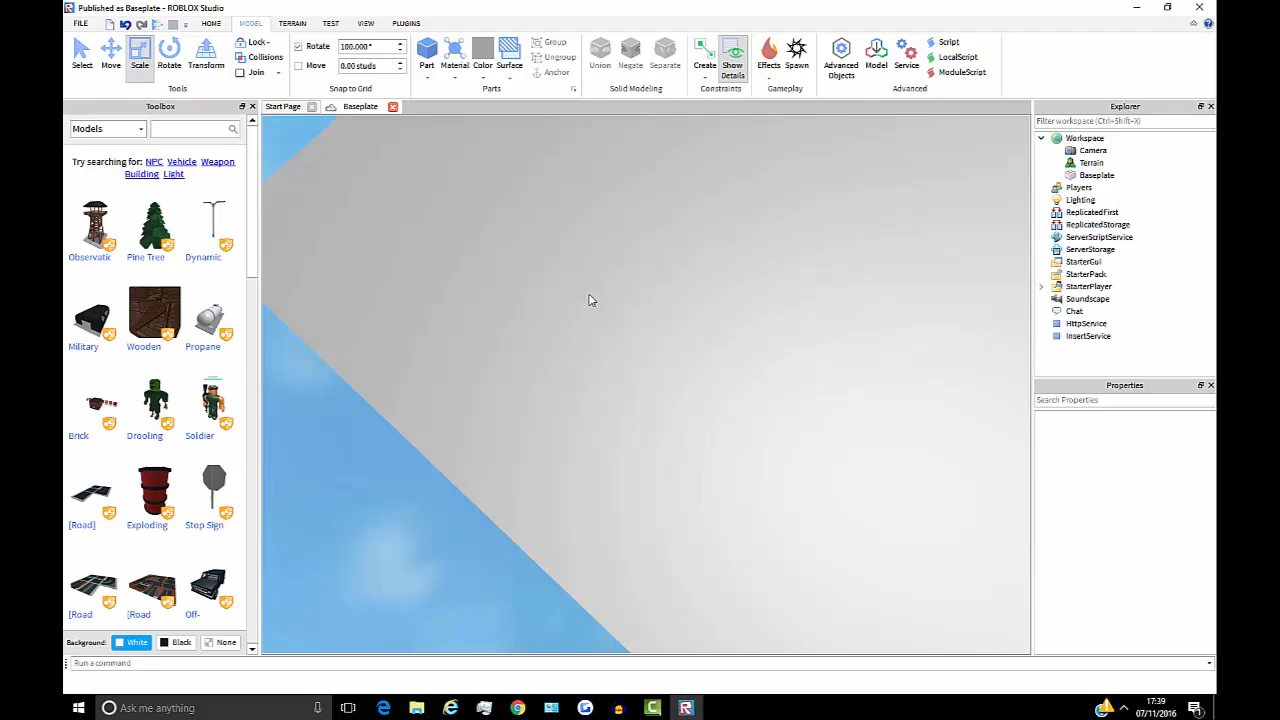 Published as Baseplate - ROBLOX Studio
FILE HOME MODEL TERRAIN TEST VIEW PLUGINS
Select Move Scale Rotate Transform
Lock
Collisions
Join
Tools
Rotate 100.000°
Move 0.00 studs
Snap to Grid
Part Material Color Surface
Group
Ungroup
Anchor
Parts
Union Negate Separate
Solid Modeling
Create Show Details
Constraints
Effects Spawn
Gameplay
Advanced Objects Model Service
Script
LocalScript
ModuleScript
Advanced
Toolbox
Start Page Baseplate
Explorer
Models
Try searching for: NPC Vehicle Weapon
Building Light
Observatic Pine Tree Dynamic
Military Wooden Propane
Brick Drooling Soldier
[Road] Exploding Stop Sign
[Road [Road Off-
Background: White Black None
Filter workspace (Ctrl+Shift+X)
Workspace
Camera
Terrain
Baseplate
Players
Lighting
ReplicatedFirst
ReplicatedStorage
ServerScriptService
ServerStorage
StarterGui
StarterPack
StarterPlayer
Soundscape
Chat
HttpService
InsertService
Properties
Search Properties
Run a command
Ask me anything
17:39
07/11/2016